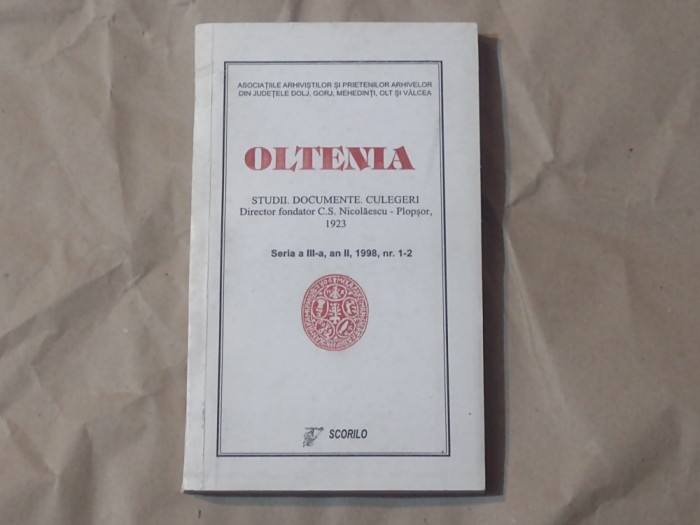 ASOCIAȚIILE ARHIVIȘTILOR ȘI PRIETENILOR ARHIVELOR
DIN JUDEȚELE DOLJ, GORJ, MEHEDINȚI, OLT ȘI VÂLCEA
OLTENIA
STUDII. DOCUMENTE. CULEGERI
Director fondator C.S. Nicolăescu - Plopșor,
1923
Seria a III-a, an II, 1998, nr. 1-2
SCORILO